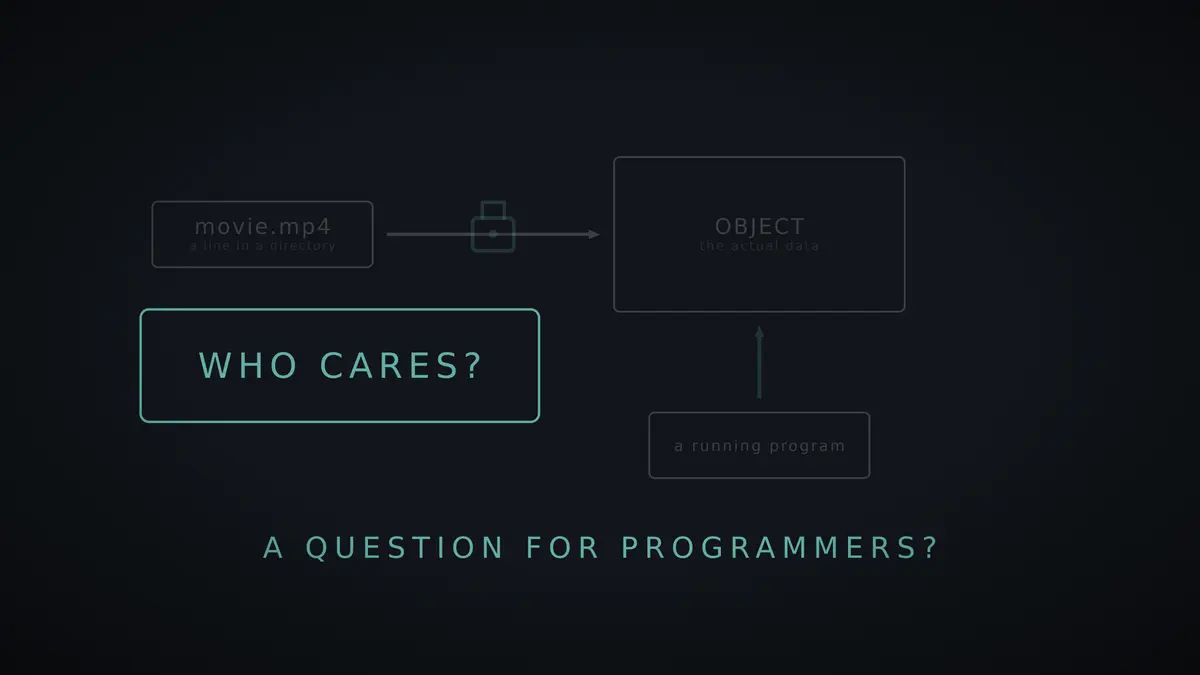 movie.mp4
a line in a directory
OBJECT
the actual data
WHO CARES?
a running program
A QUESTION FOR PROGRAMMERS?